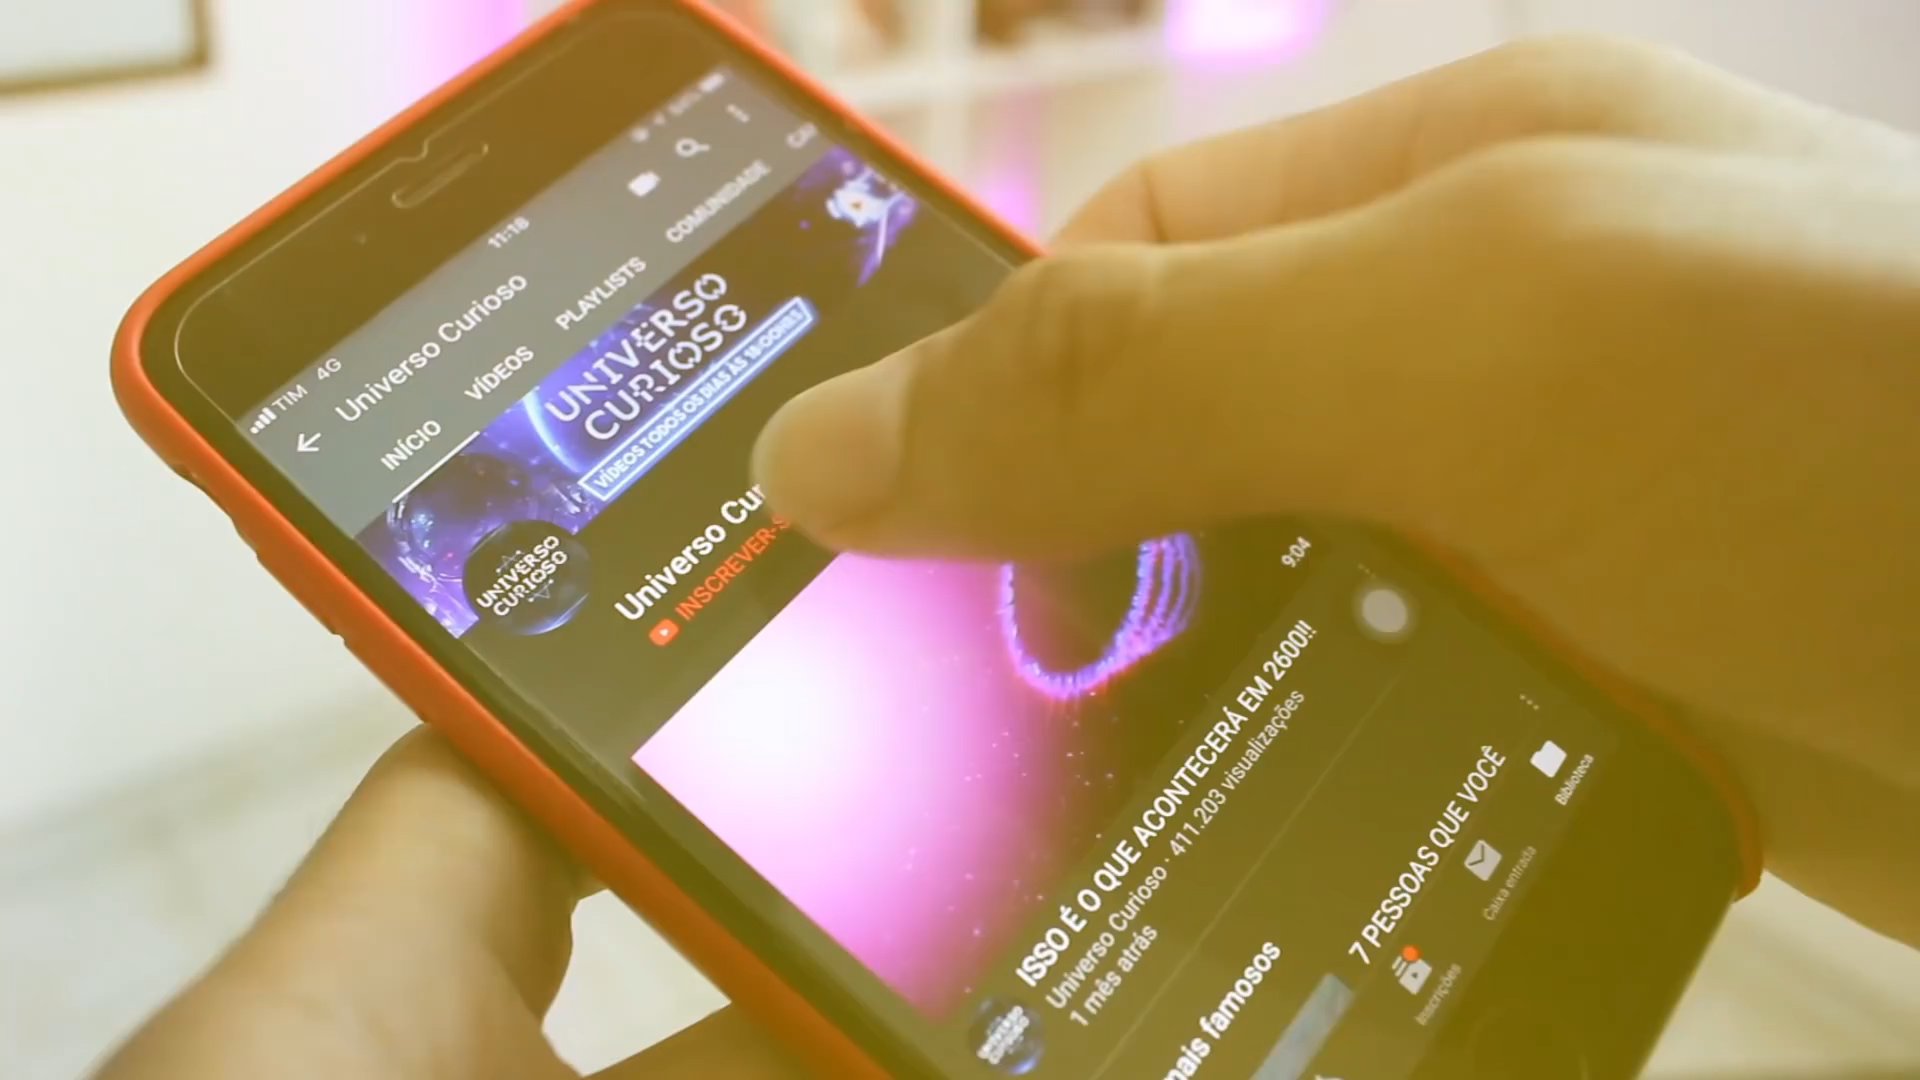 TIM 4G
11:18
Universo Curioso
INÍCIO
VÍDEOS
PLAYLISTS
COMUNIDADE
UNIVERSO
CURIOSO
VÍDEOS TODOS OS DIAS ÀS 18:00HRS
UNIVERSO
CURIOSO
Universo Cur
INSCREVER-S
9:04
ISSO É O QUE ACONTECERÁ EM 2600!!
Universo Curioso · 411.203 visualizações
1 mês atrás
UNIVERSO
CURIOSO
mais famosos
7 PESSOAS QUE VOCÊ
Inscrições
Caixa entrada
Biblioteca